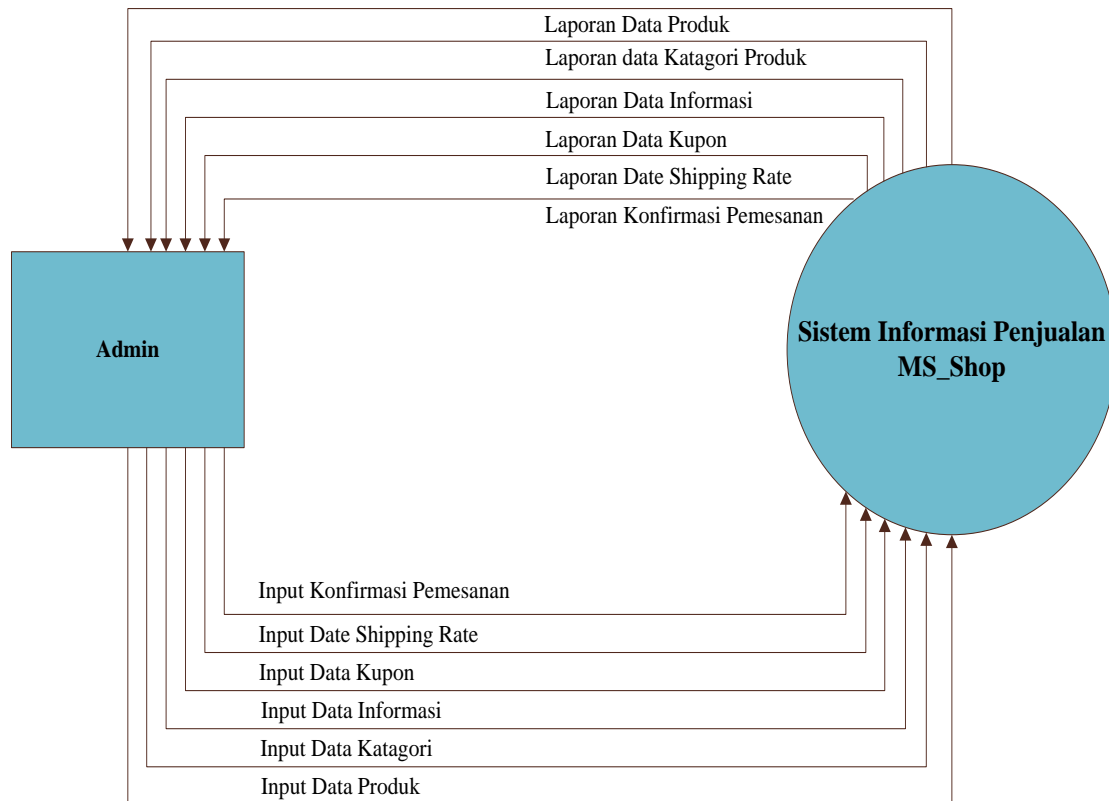 Laporan Data Produk
Laporan data Katagori Produk
Laporan Data Informasi
Laporan Data Kupon
Laporan Date Shipping Rate
Laporan Konfirmasi Pemesanan
Admin
Sistem Informasi Penjualan
MS_Shop
Input Konfirmasi Pemesanan
Input Date Shipping Rate
Input Data Kupon
Input Data Informasi
Input Data Katagori
Input Data Produk